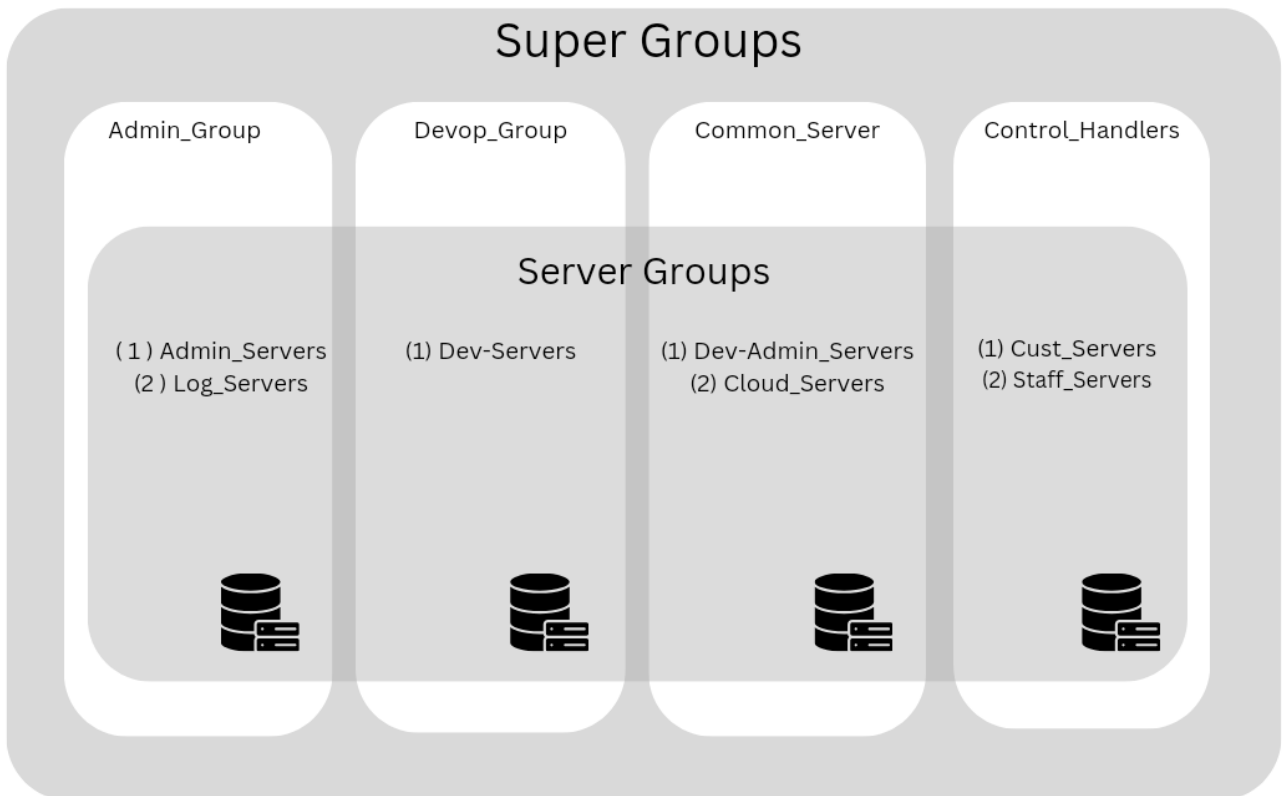 Super Groups
Admin_Group
Devop_Group
Common_Server
Control_Handlers
Server Groups
( 1 ) Admin_Servers
(2 ) Log_Servers
(1) Dev-Servers
(1) Dev-Admin_Servers
(2) Cloud_Servers
(1) Cust_Servers
(2) Staff_Servers